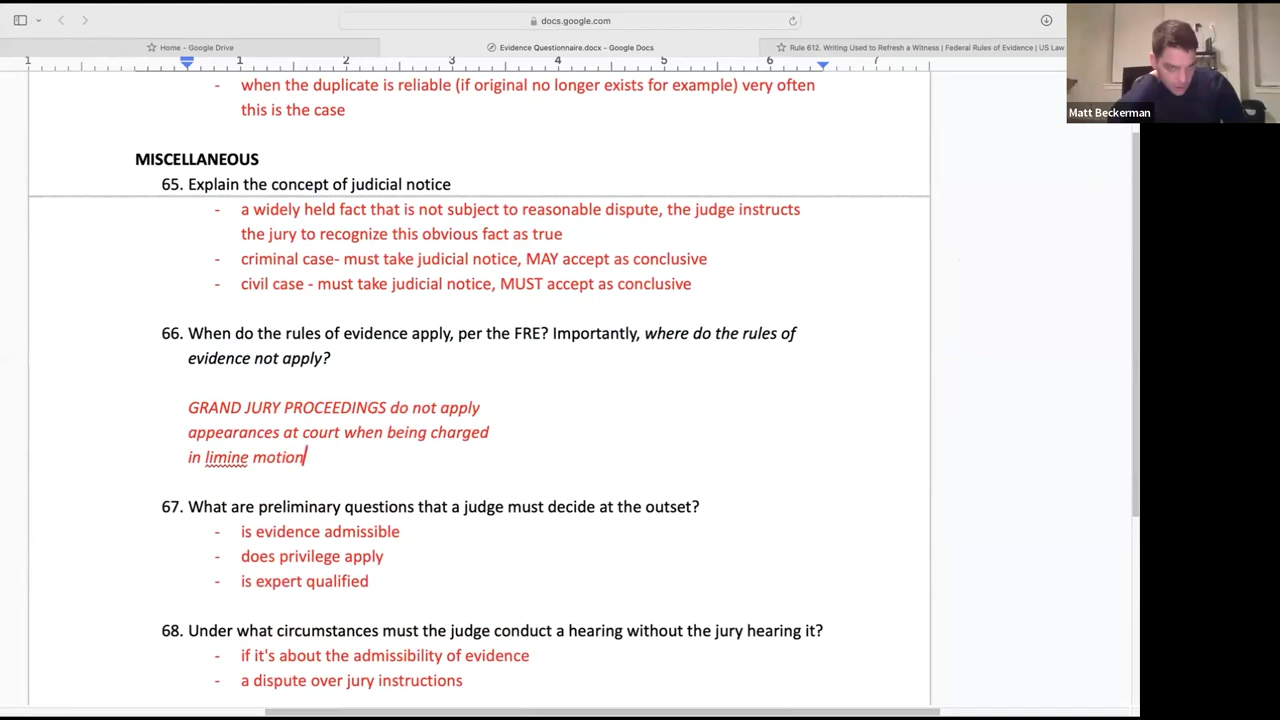 docs.google.com
Home - Google Drive
Evidence Questionnaire.docx - Google Docs
Rule 612. Writing Used to Refresh a Witness | Federal Rules of Evidence | US Law
1 1 2 3 4 5 6 7
- when the duplicate is reliable (if original no longer exists for example) very often
this is the case
Matt Beckerman
MISCELLANEOUS
65. Explain the concept of judicial notice
- a widely held fact that is not subject to reasonable dispute, the judge instructs
the jury to recognize this obvious fact as true
- criminal case- must take judicial notice, MAY accept as conclusive
- civil case - must take judicial notice, MUST accept as conclusive
66. When do the rules of evidence apply, per the FRE? Importantly, where do the rules of
evidence not apply?
GRAND JURY PROCEEDINGS do not apply
appearances at court when being charged
in limine motion
67. What are preliminary questions that a judge must decide at the outset?
- is evidence admissible
- does privilege apply
- is expert qualified
68. Under what circumstances must the judge conduct a hearing without the jury hearing it?
- if it's about the admissibility of evidence
- a dispute over jury instructions